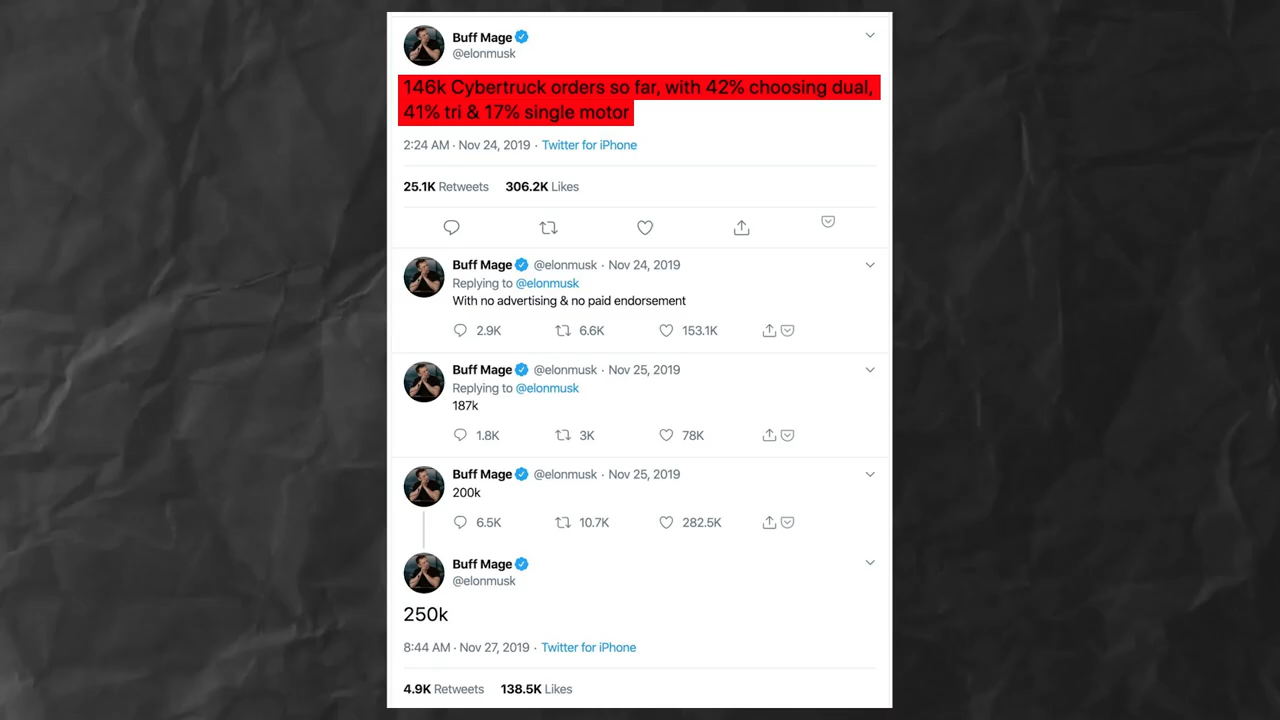 Buff Mage
@elonmusk
146k Cybertruck orders so far, with 42% choosing dual,
41% tri & 17% single motor
2:24 AM · Nov 24, 2019 · Twitter for iPhone
25.1K Retweets 306.2K Likes
Buff Mage @elonmusk · Nov 24, 2019
Replying to @elonmusk
With no advertising & no paid endorsement
2.9K 6.6K 153.1K
Buff Mage @elonmusk · Nov 25, 2019
Replying to @elonmusk
187k
1.8K 3K 78K
Buff Mage @elonmusk · Nov 25, 2019
200k
6.5K 10.7K 282.5K
Buff Mage
@elonmusk
250k
8:44 AM · Nov 27, 2019 · Twitter for iPhone
4.9K Retweets 138.5K Likes